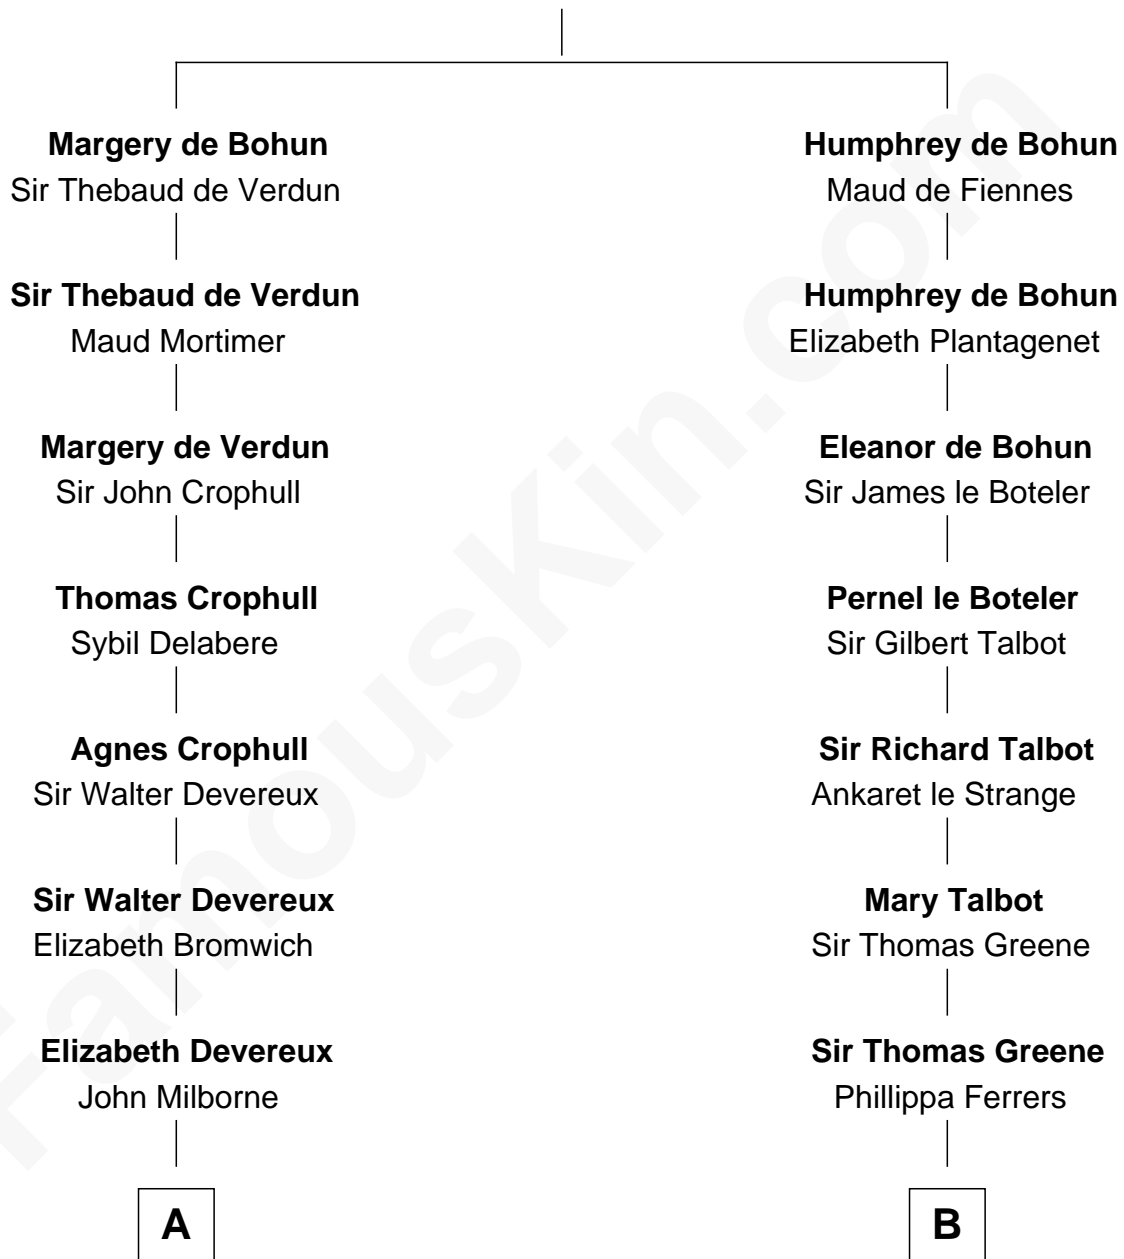 Margery de Bohun
Sir Thebaud de Verdun
Humphrey de Bohun
Maud de Fiennes
Sir Thebaud de Verdun
Maud Mortimer
Humphrey de Bohun
Elizabeth Plantagenet
Margery de Verdun
Sir John Crophull
Eleanor de Bohun
Sir James le Boteler
Thomas Crophull
Sybil Delabere
Pernel le Boteler
Sir Gilbert Talbot
Agnes Crophull
Sir Walter Devereux
Sir Richard Talbot
Ankaret le Strange
Sir Walter Devereux
Elizabeth Bromwich
Mary Talbot
Sir Thomas Greene
Elizabeth Devereux
John Milborne
Sir Thomas Greene
Phillippa Ferrers
A
B
FamousKin.com